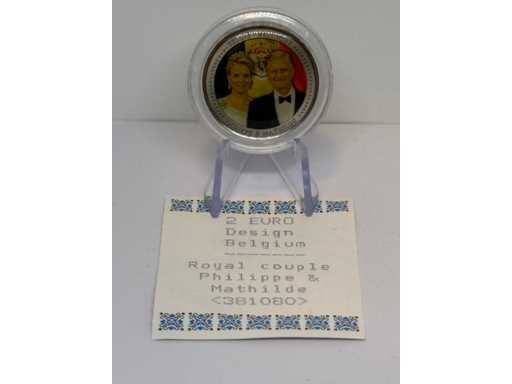 2 EURO
Design
Belgium
Royal couple
Philippe &
Mathilde
<381080>